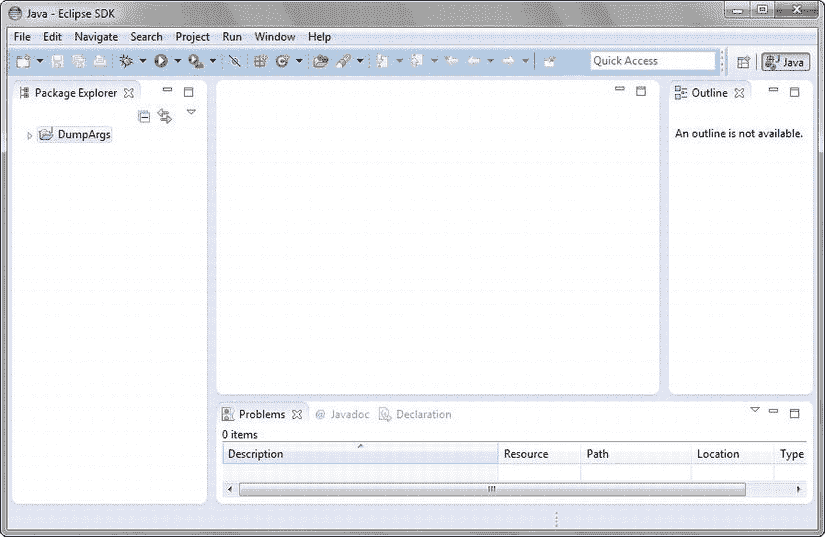 Java - Eclipse SDK
File Edit Navigate Search Project Run Window Help
Quick Access
Java
Package Explorer
DumpArgs
Outline
An outline is not available.
Problems @ Javadoc Declaration
0 items
Description Resource Path Location Type